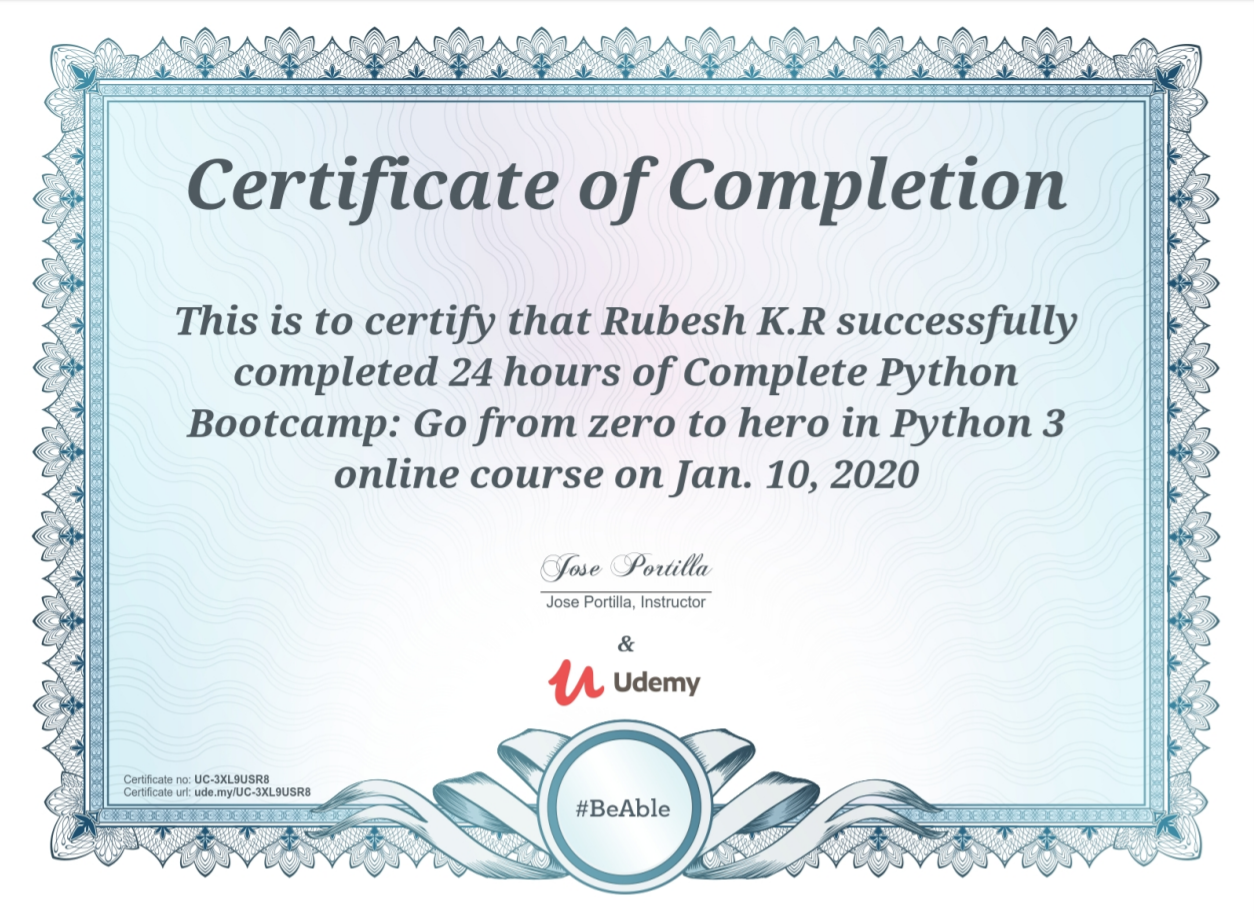 Certificate of Completion
This is to certify that Rubesh K.R successfully
completed 24 hours of Complete Python
Bootcamp: Go from zero to hero in Python 3
online course on Jan. 10, 2020
Jose Portilla
Jose Portilla, Instructor
&
Udemy
Certificate no: UC-3XL9USR8
Certificate url: ude.my/UC-3XL9USR8
#BeAble